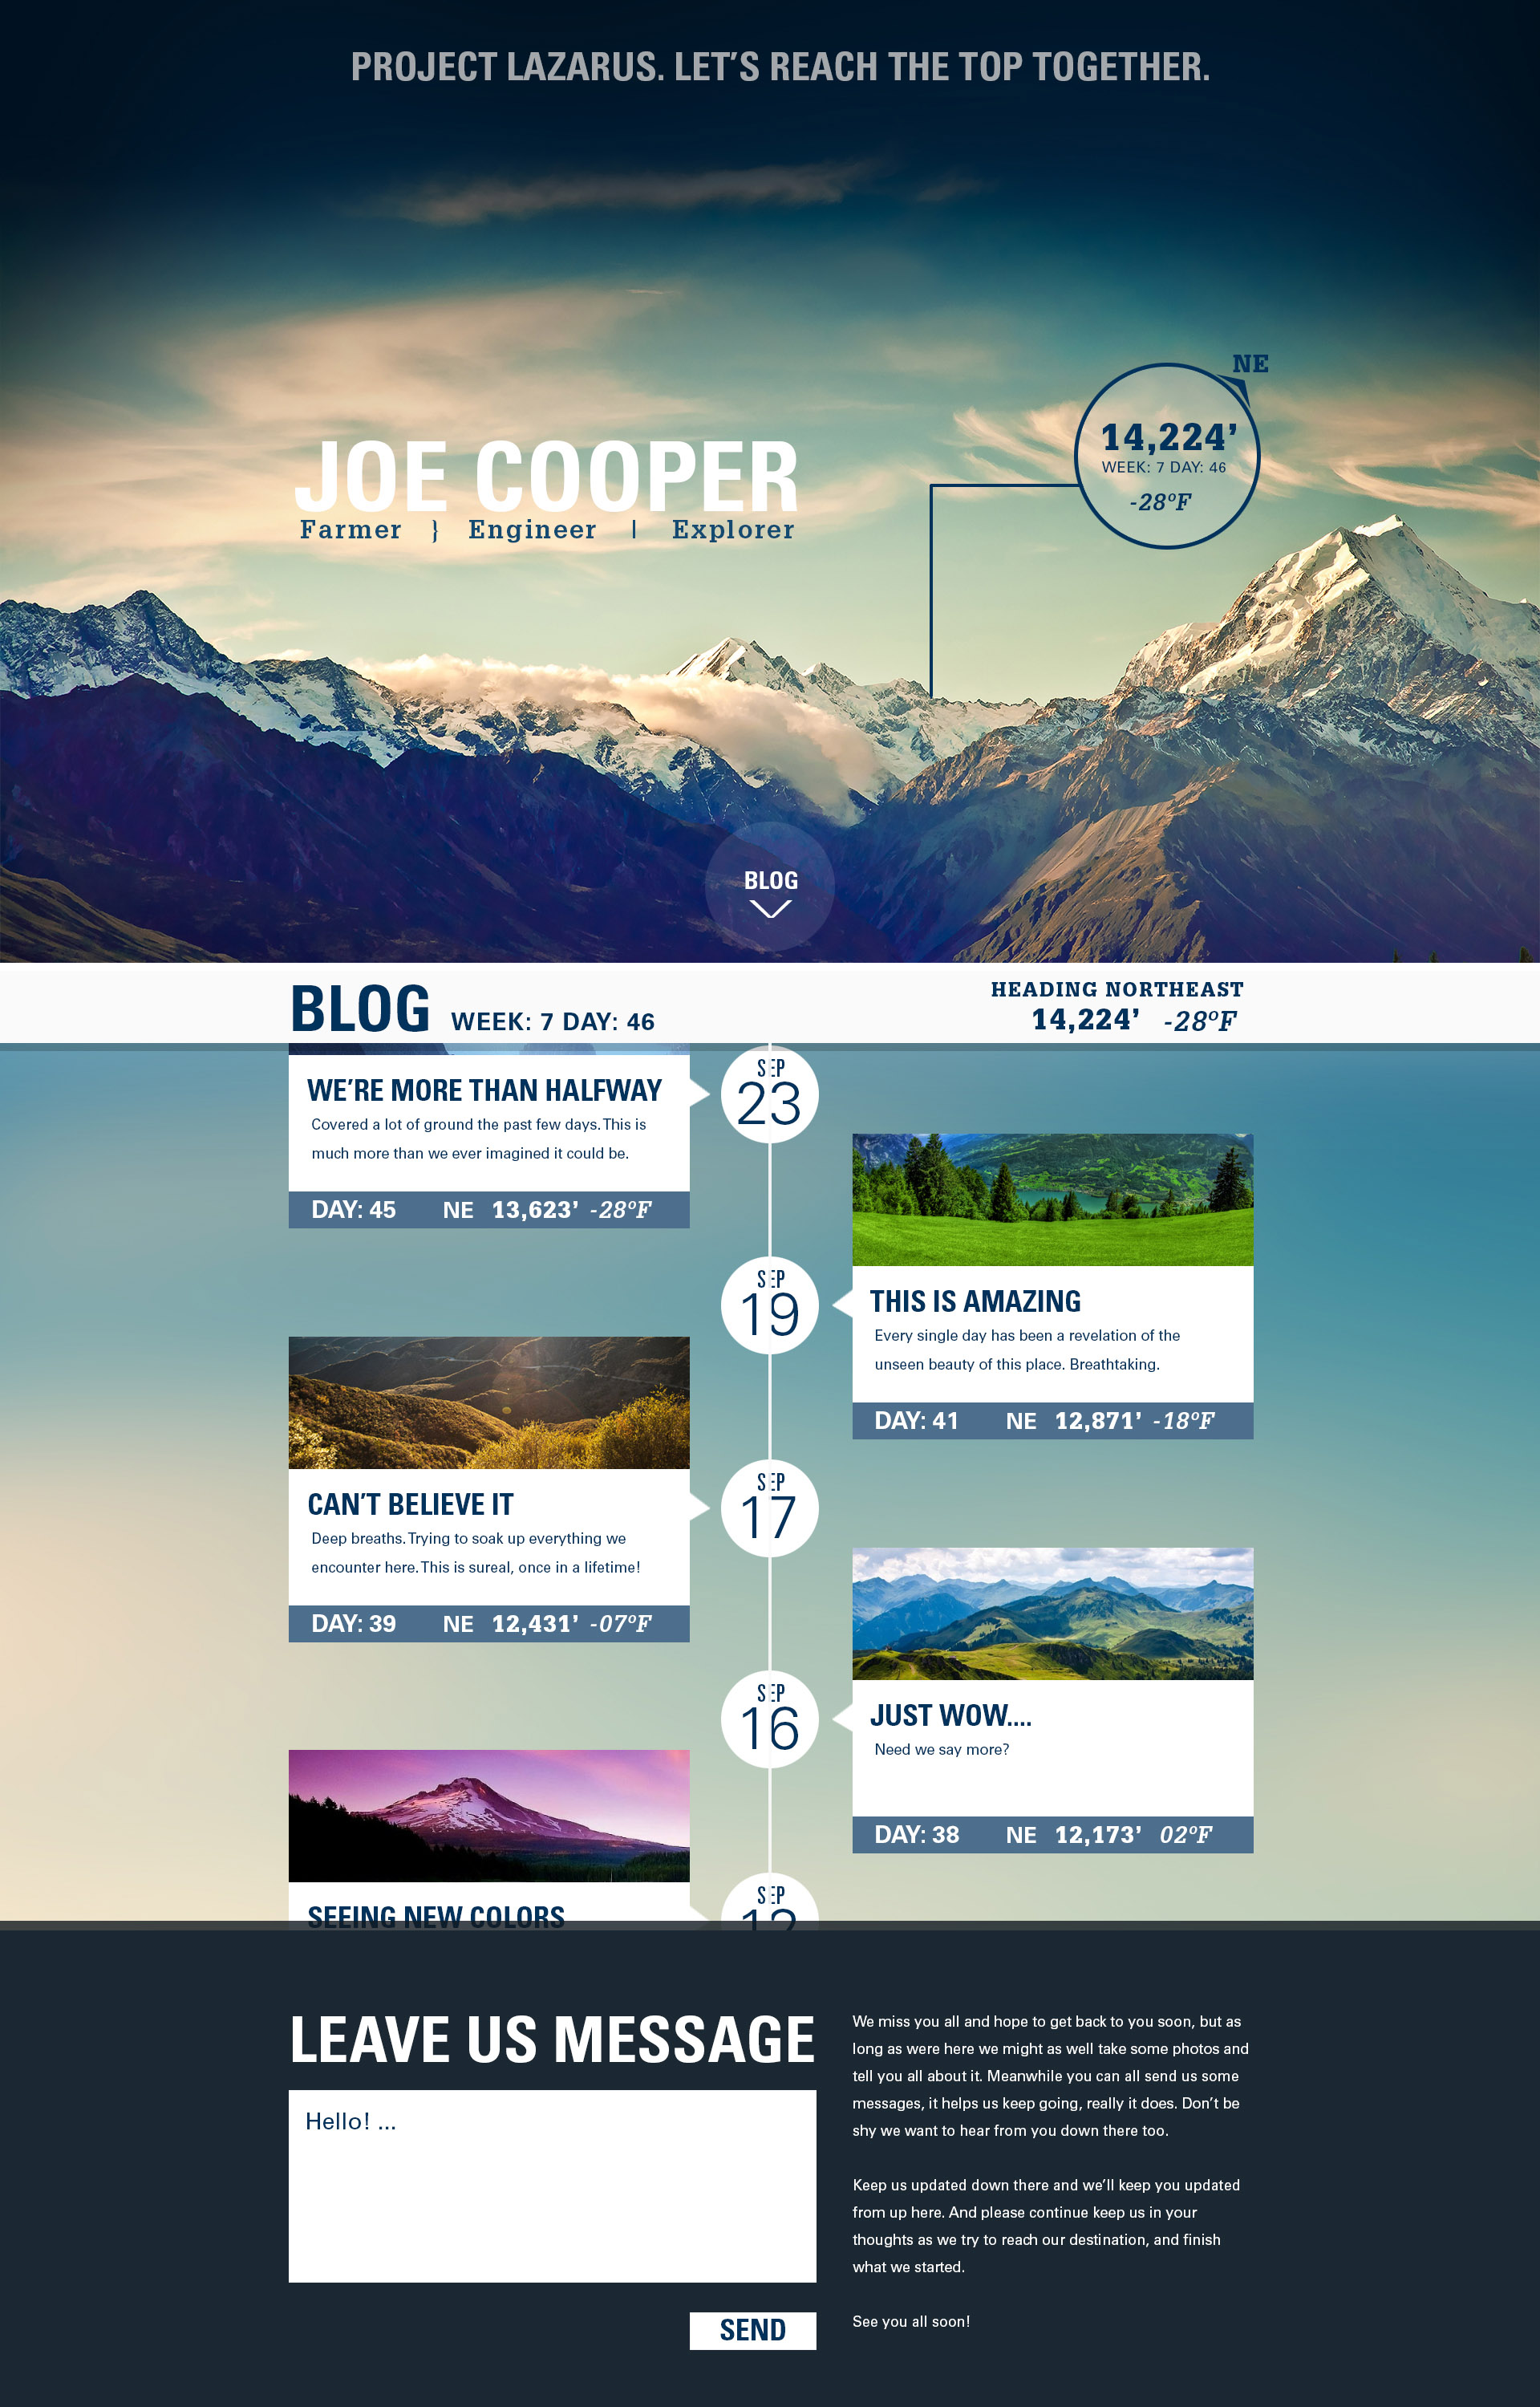 PROJECT LAZARUS. LET'S REACH THE TOP TOGETHER.
NE
14,224'
WEEK: 7 DAY: 46
-28ºF
JOE COOPER
Farmer } Engineer | Explorer
BLOG
BLOG WEEK: 7 DAY: 46
HEADING NORTHEAST
14,224' -28ºF
SEP
23
WE'RE MORE THAN HALFWAY
Covered a lot of ground the past few days. This is
much more than we ever imagined it could be.
DAY: 45 NE 13,623' -28ºF
SEP
19
THIS IS AMAZING
Every single day has been a revelation of the
unseen beauty of this place. Breathtaking.
DAY: 41 NE 12,871' -18ºF
SEP
17
CAN'T BELIEVE IT
Deep breaths. Trying to soak up everything we
encounter here. This is sureal, once in a lifetime!
DAY: 39 NE 12,431' -07ºF
SEP
16
JUST WOW....
Need we say more?
DAY: 38 NE 12,173' 02ºF
SEP
12
SEEING NEW COLORS
LEAVE US MESSAGE
Hello! ...
SEND
We miss you all and hope to get back to you soon, but as
long as were here we might as well take some photos and
tell you all about it. Meanwhile you can all send us some
messages, it helps us keep going, really it does. Don't be
shy we want to hear from you down there too.
Keep us updated down there and we'll keep you updated
from up here. And please continue keep us in your
thoughts as we try to reach our destination, and finish
what we started.
See you all soon!